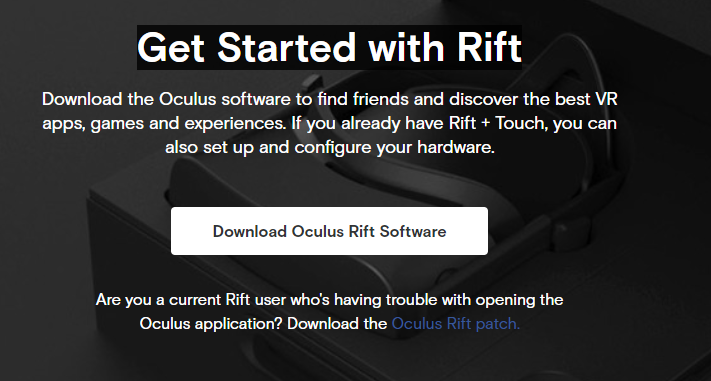 Get Started with Rift
Download the Oculus software to find friends and discover the best VR
apps, games and experiences. If you already have Rift + Touch, you can
also set up and configure your hardware.
Download Oculus Rift Software
Are you a current Rift user who's having trouble with opening the
Oculus application? Download the Oculus Rift patch.